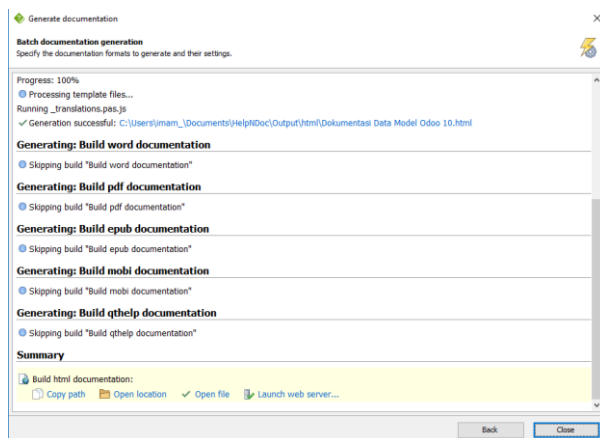 Generate documentation
Batch documentation generation
Specify the documentation formats to generate and their settings.
Progress: 100%
Processing template files...
Running _translations.pas.js
Generation successful: C:\Users\imam_\Documents\HelpNDoc\Output\html\Dokumentasi Data Model Odoo 10.html
Generating: Build word documentation
Skipping build "Build word documentation"
Generating: Build pdf documentation
Skipping build "Build pdf documentation"
Generating: Build epub documentation
Skipping build "Build epub documentation"
Generating: Build mobi documentation
Skipping build "Build mobi documentation"
Generating: Build qthelp documentation
Skipping build "Build qthelp documentation"
Summary
Build html documentation:
Copy path Open location Open file Launch web server...
Back Close